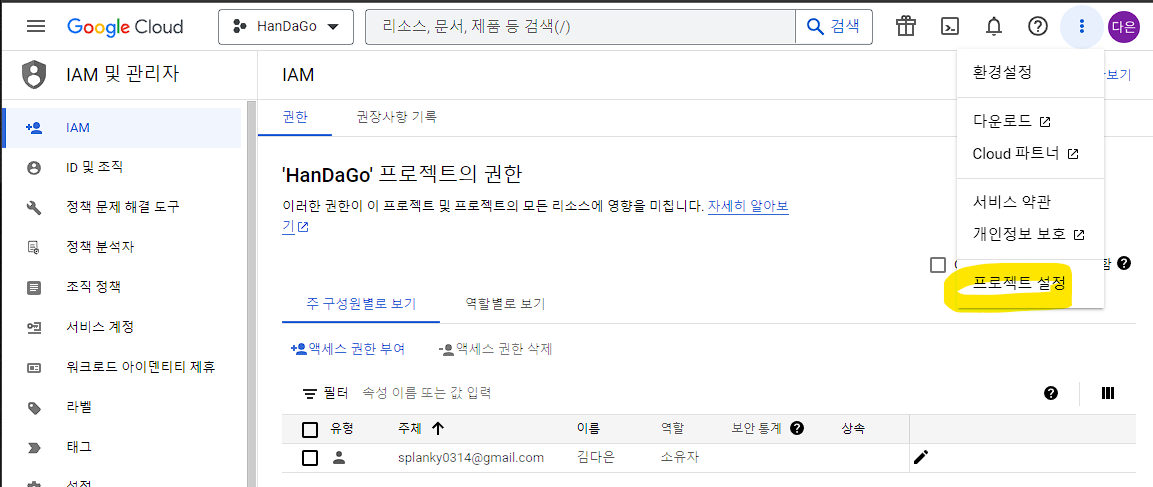 Google Cloud
HanDaGo
리소스, 문서, 제품 등 검색(/)
검색
다은
IAM 및 관리자
IAM
보기
환경설정
다운로드
Cloud 파트너
서비스 약관
개인정보 보호
프로젝트 설정
IAM
ID 및 조직
정책 문제 해결 도구
정책 분석자
조직 정책
서비스 계정
워크로드 아이덴티티 제휴
라벨
태그
설정
권한
권장사항 기록
'HanDaGo' 프로젝트의 권한
이러한 권한이 이 프로젝트 및 프로젝트의 모든 리소스에 영향을 미칩니다. 자세히 알아보
기
함
주 구성원별로 보기
역할별로 보기
액세스 권한 부여
액세스 권한 삭제
필터
속성 이름 또는 값 입력
유형 주체 이름 역할 보안 통계 상속
splanky0314@gmail.com 김다은 소유자